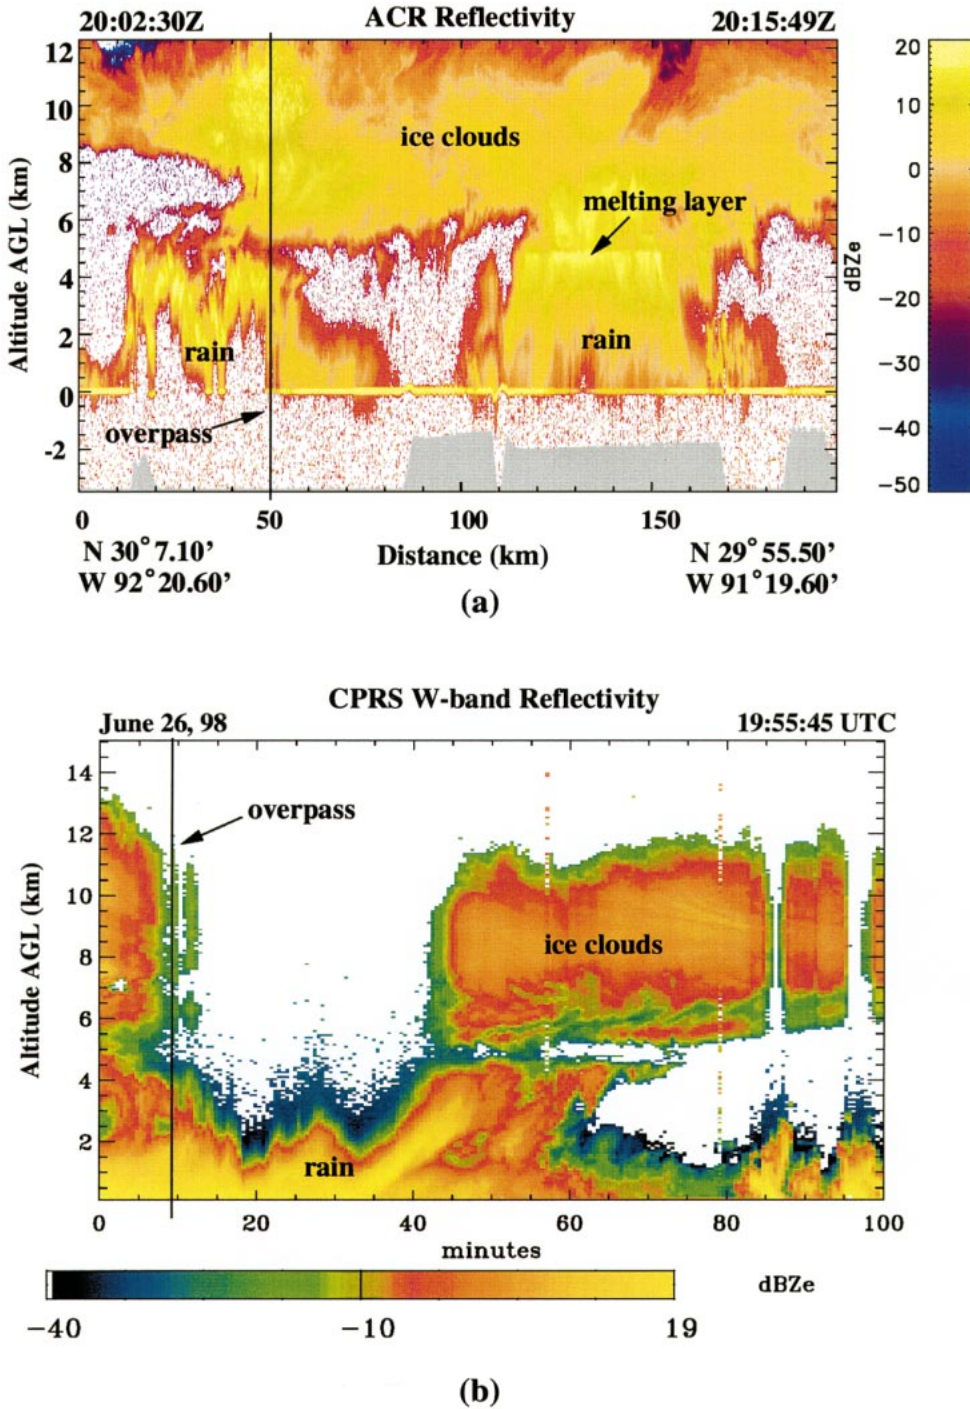 20:02:30Z ACR Reflectivity 20:15:49Z
12
10
8
6
4
2
0
-2
Altitude AGL (km)
ice clouds
melting layer
rain
rain
overpass
20
10
0
-10
-20
-30
-40
-50
dBZe
0 50 100 150
N 30° 7.10' Distance (km) N 29° 55.50'
W 92° 20.60' W 91° 19.60'
(a)
CPRS W-band Reflectivity
June 26, 98 19:55:45 UTC
14
12
10
8
6
4
2
Altitude AGL (km)
overpass
ice clouds
rain
0 20 40 60 80 100
minutes
dBZe
-40 -10 19
(b)